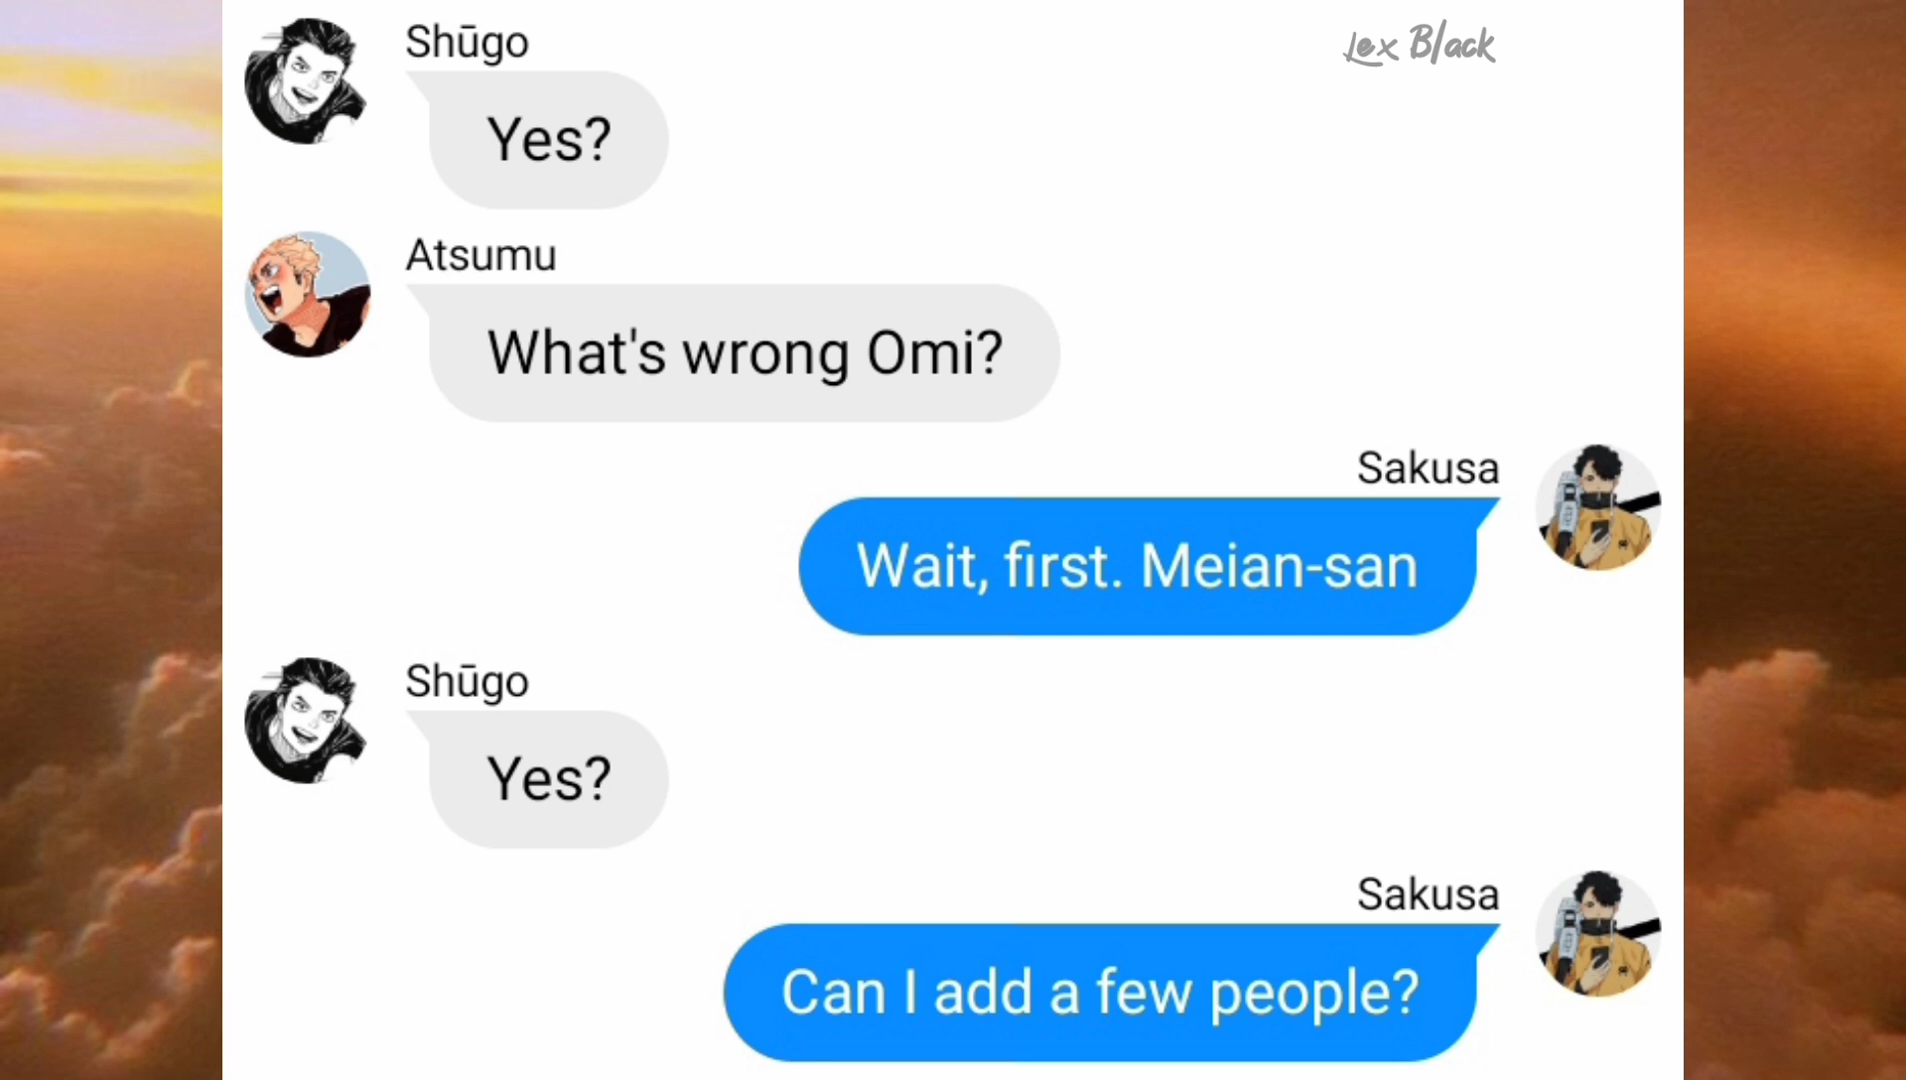 Shūgo
Lex Black
Yes?
Atsumu
What's wrong Omi?
Sakusa
Wait, first. Meian-san
Shūgo
Yes?
Sakusa
Can I add a few people?